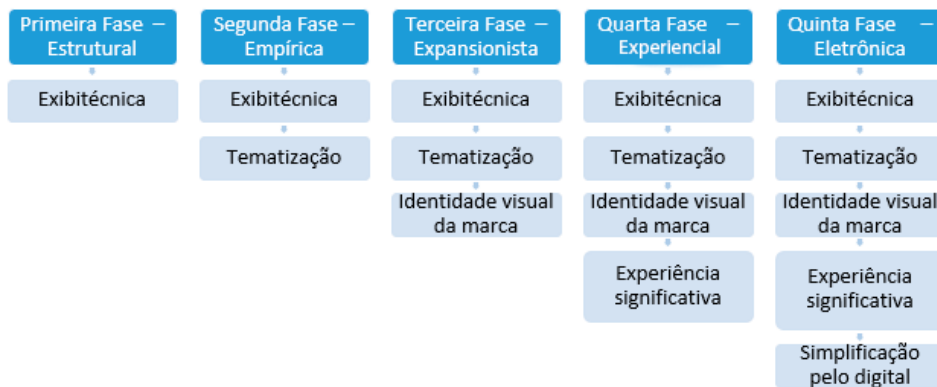 Primeira Fase –
Estrutural
Exibitécnica
Segunda Fase –
Empírica
Exibitécnica
Tematização
Terceira Fase –
Expansionista
Exibitécnica
Tematização
Identidade visual
da marca
Quarta Fase –
Experiencial
Exibitécnica
Tematização
Identidade visual
da marca
Experiência
significativa
Quinta Fase –
Eletrônica
Exibitécnica
Tematização
Identidade visual
da marca
Experiência
significativa
Simplificação
pelo digital